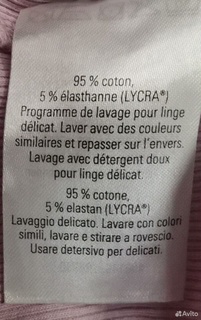 95 % coton,
5 % élasthanne (LYCRA®)
Programme de lavage pour linge
délicat. Laver avec des couleurs
similaires et repasser sur l'envers.
Lavage avec détergent doux
pour linge délicat.
95 % cotone,
5 % elastan (LYCRA®)
Lavaggio delicato. Lavare con colori
simili, lavare e stirare a rovescio.
Usare detersivo per delicati.
Avito